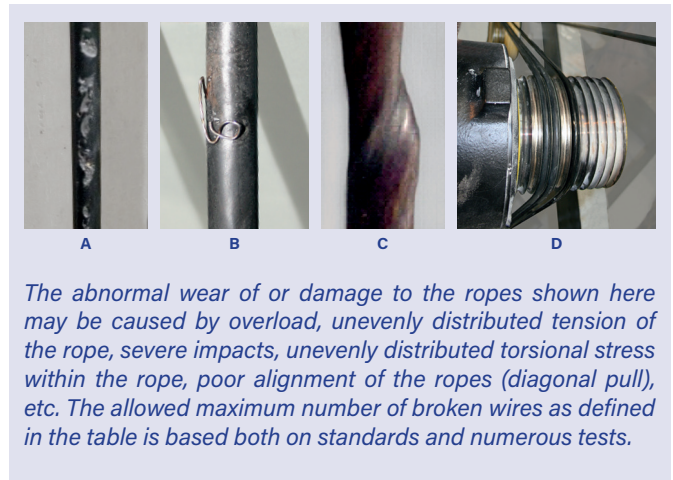 A B C D
The abnormal wear of or damage to the ropes shown here
may be caused by overload, unevenly distributed tension of
the rope, severe impacts, unevenly distributed torsional stress
within the rope, poor alignment of the ropes (diagonal pull),
etc. The allowed maximum number of broken wires as defined
in the table is based both on standards and numerous tests.